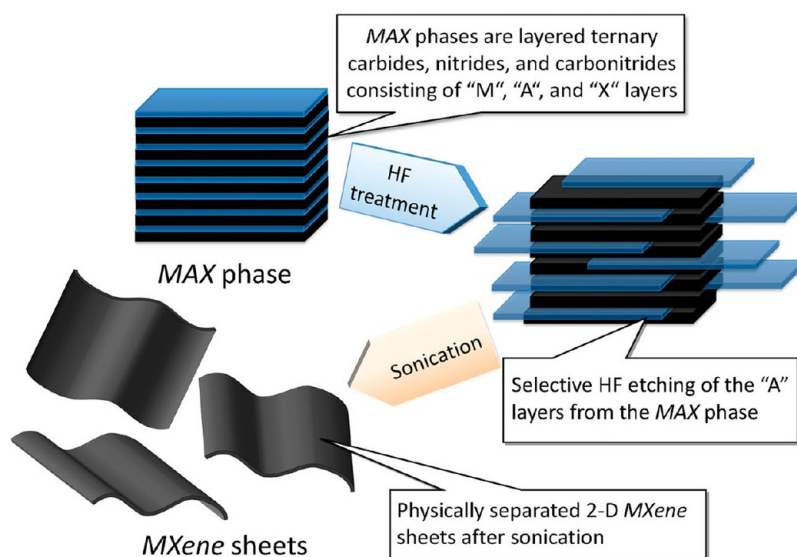 MAX phases are layered ternary
carbides, nitrides, and carbonitrides
consisting of “M“, “A“, and “X“ layers
HF
treatment
MAX phase
Sonication
Selective HF etching of the “A”
layers from the MAX phase
Physically separated 2-D MXene
sheets after sonication
MXene sheets